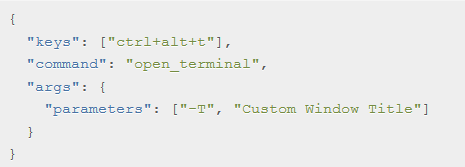 {
  "keys": ["ctrl+alt+t"],
  "command": "open_terminal",
  "args": {
    "parameters": ["-T", "Custom Window Title"]
  }
}